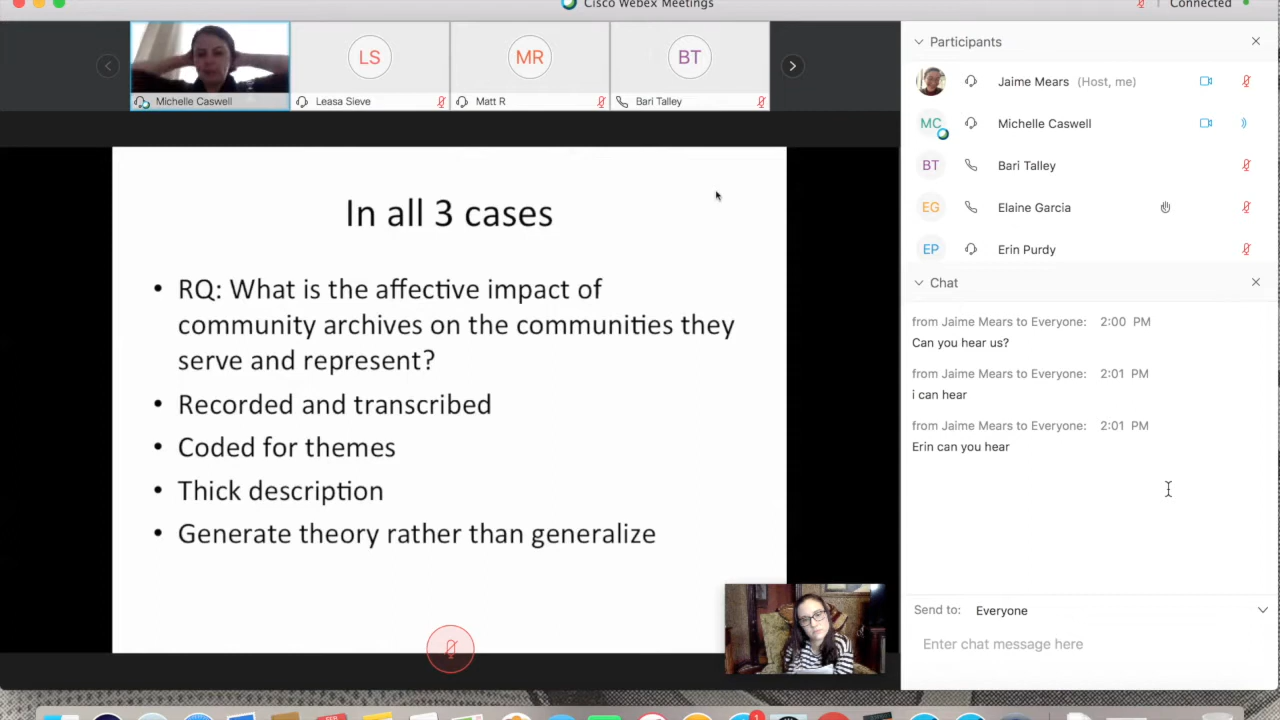 Cisco Webex Meetings
Connected
Michelle Caswell
LS
Leasa Sieve
MR
Matt R
BT
Bari Talley
In all 3 cases
• RQ: What is the affective impact of
community archives on the communities they
serve and represent?
• Recorded and transcribed
• Coded for themes
• Thick description
• Generate theory rather than generalize
Participants
Jaime Mears (Host, me)
MC Michelle Caswell
BT Bari Talley
EG Elaine Garcia
EP Erin Purdy
Chat
from Jaime Mears to Everyone: 2:00 PM
Can you hear us?
from Jaime Mears to Everyone: 2:01 PM
i can hear
from Jaime Mears to Everyone: 2:01 PM
Erin can you hear
Send to: Everyone
Enter chat message here
FEB
1